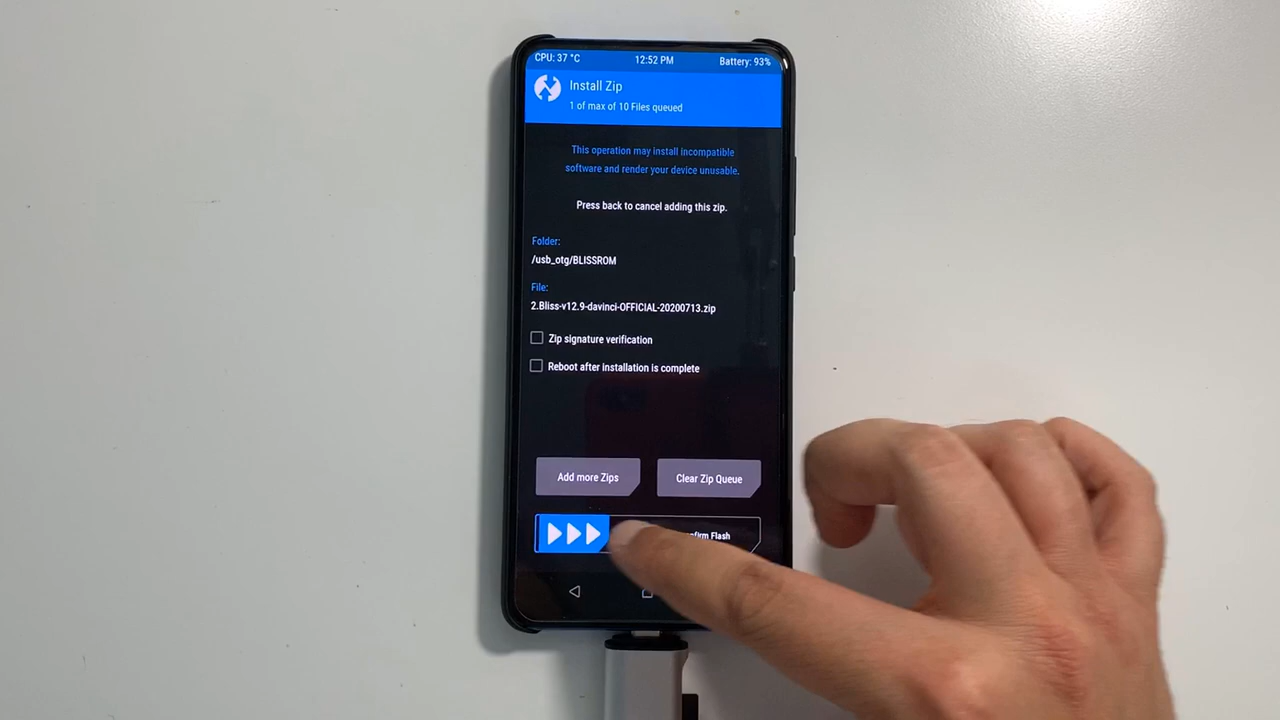 CPU: 37 °C 12:52 PM Battery: 93%
Install Zip
1 of max of 10 Files queued
This operation may install incompatible
software and render your device unusable.
Press back to cancel adding this zip.
Folder:
/usb_otg/BLISSROM
File:
2.Bliss-v12.9-davinci-OFFICIAL-20200713.zip
Zip signature verification
Reboot after installation is complete
Add more Zips Clear Zip Queue
Flash